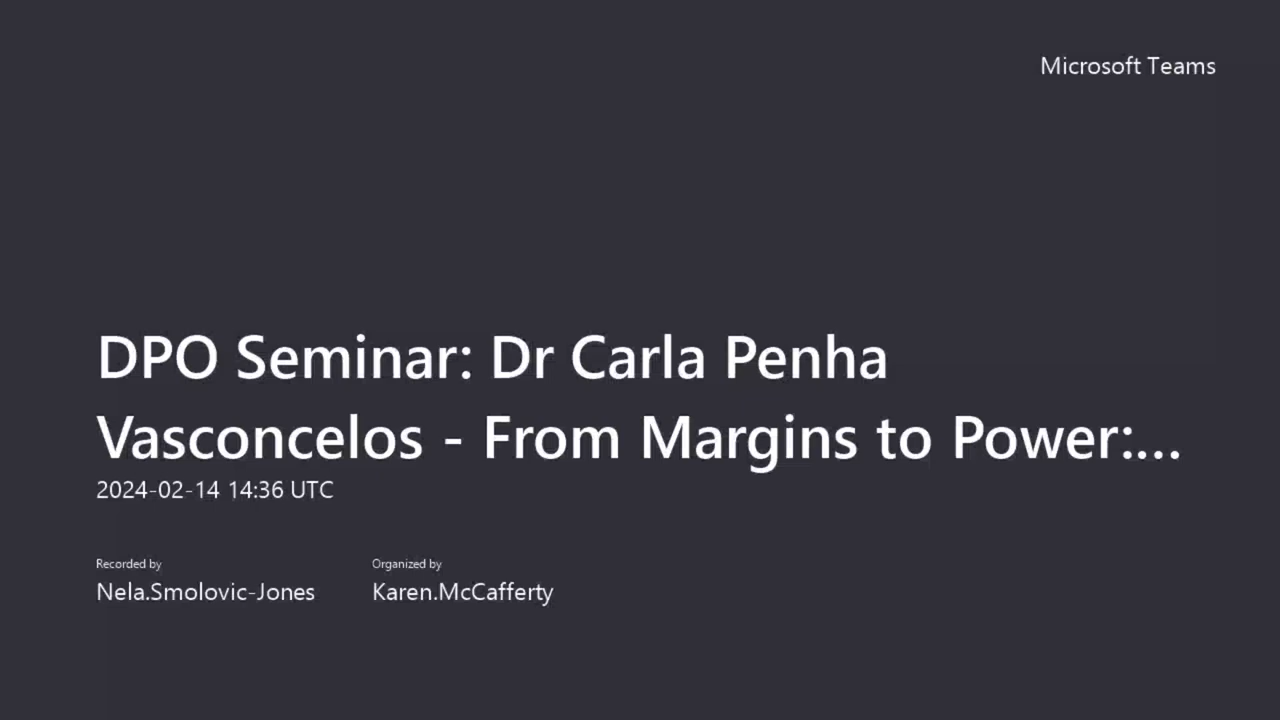 Microsoft Teams
DPO Seminar: Dr Carla Penha
Vasconcelos - From Margins to Power:...
2024-02-14 14:36 UTC
Recorded by
Nela.Smolovic-Jones
Organized by
Karen.McCafferty